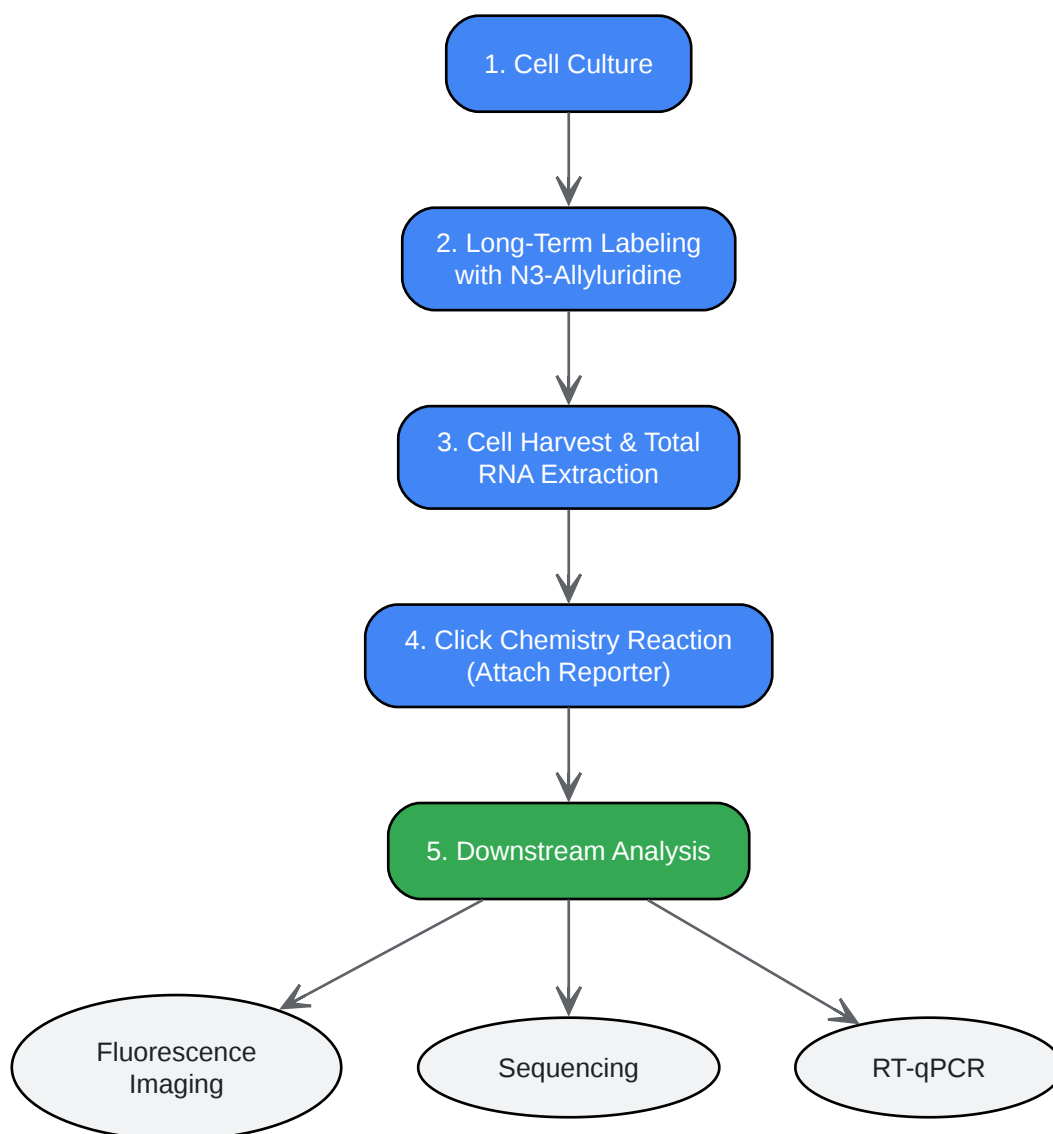 1. Cell Culture
2. Long-Term Labeling
with N3-Allyluridine
3. Cell Harvest & Total
RNA Extraction
4. Click Chemistry Reaction
(Attach Reporter)
5. Downstream Analysis
Fluorescence
Imaging
Sequencing
RT-qPCR